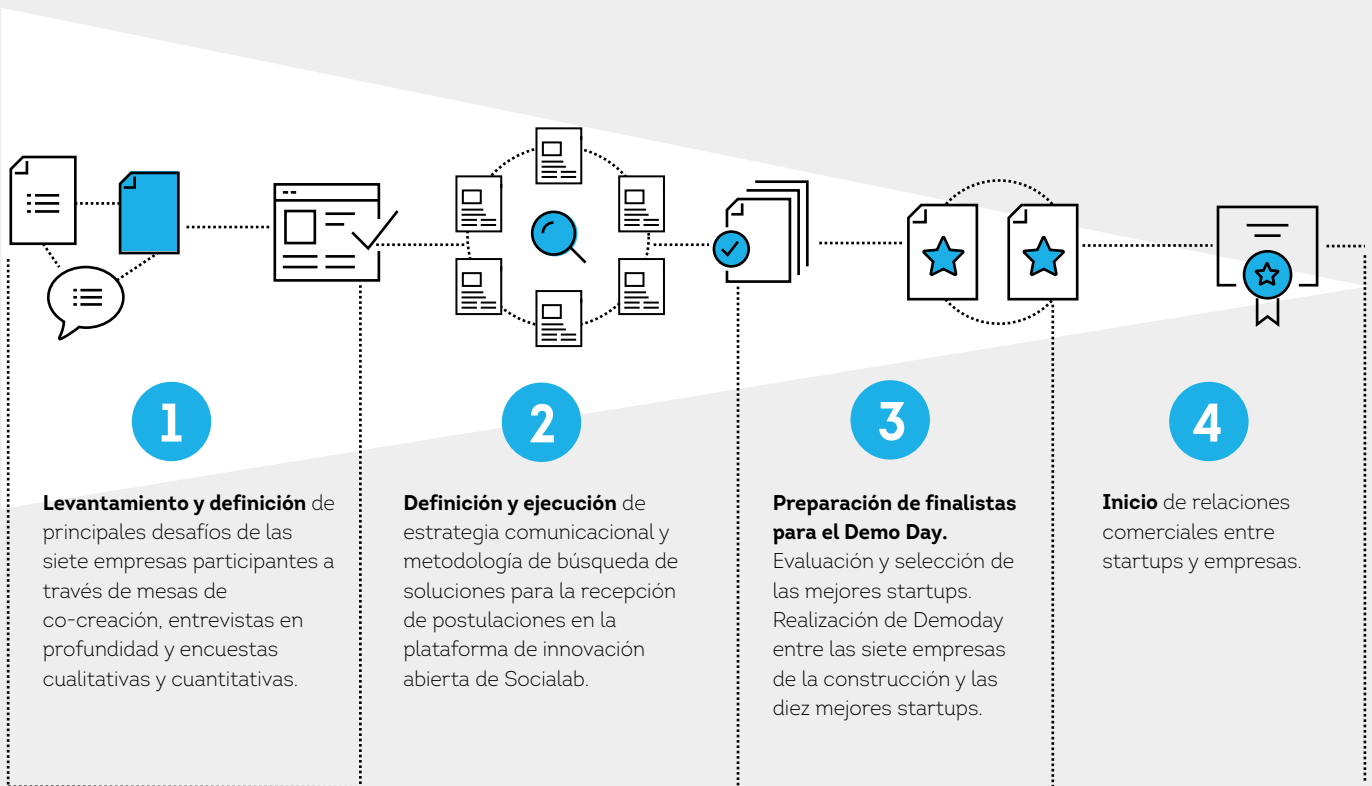 1
Levantamiento y definición de
principales desafíos de las
siete empresas participantes a
través de mesas de
co-creación, entrevistas en
profundidad y encuestas
cualitativas y cuantitativas.
2
Definición y ejecución de
estrategia comunicacional y
metodología de búsqueda de
soluciones para la recepción
de postulaciones en la
plataforma de innovación
abierta de Socialab.
3
Preparación de finalistas
para el Demo Day.
Evaluación y selección de
las mejores startups.
Realización de Demoday
entre las siete empresas
de la construcción y las
diez mejores startups.
4
Inicio de relaciones
comerciales entre
startups y empresas.